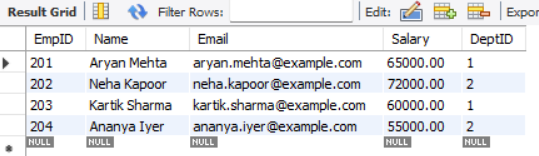 Result Grid Filter Rows: Edit: Expor
EmpID Name Email Salary DeptID
201 Aryan Mehta aryan.mehta@example.com 65000.00 1
202 Neha Kapoor neha.kapoor@example.com 72000.00 2
203 Kartik Sharma kartik.sharma@example.com 60000.00 1
204 Ananya Iyer ananya.iyer@example.com 55000.00 2
NULL NULL NULL NULL NULL